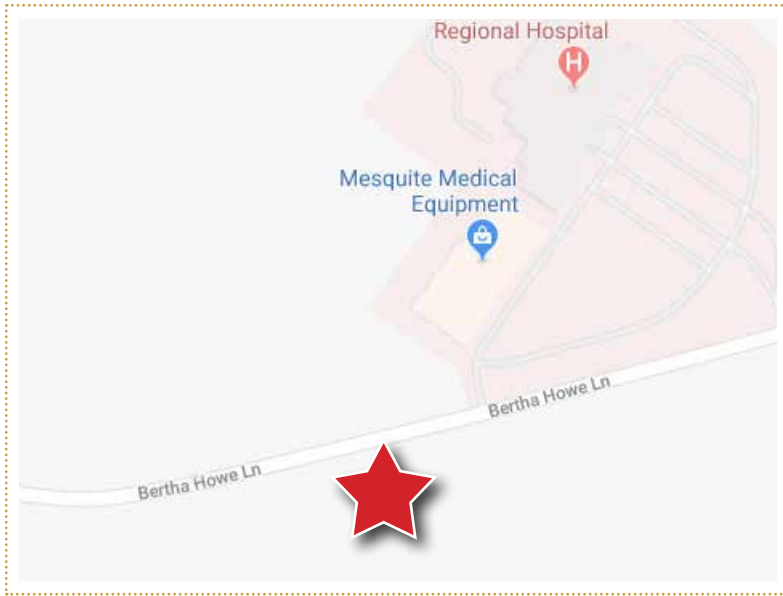 Regional Hospital
H
Mesquite Medical
Equipment
Bertha Howe Ln
Bertha Howe Ln